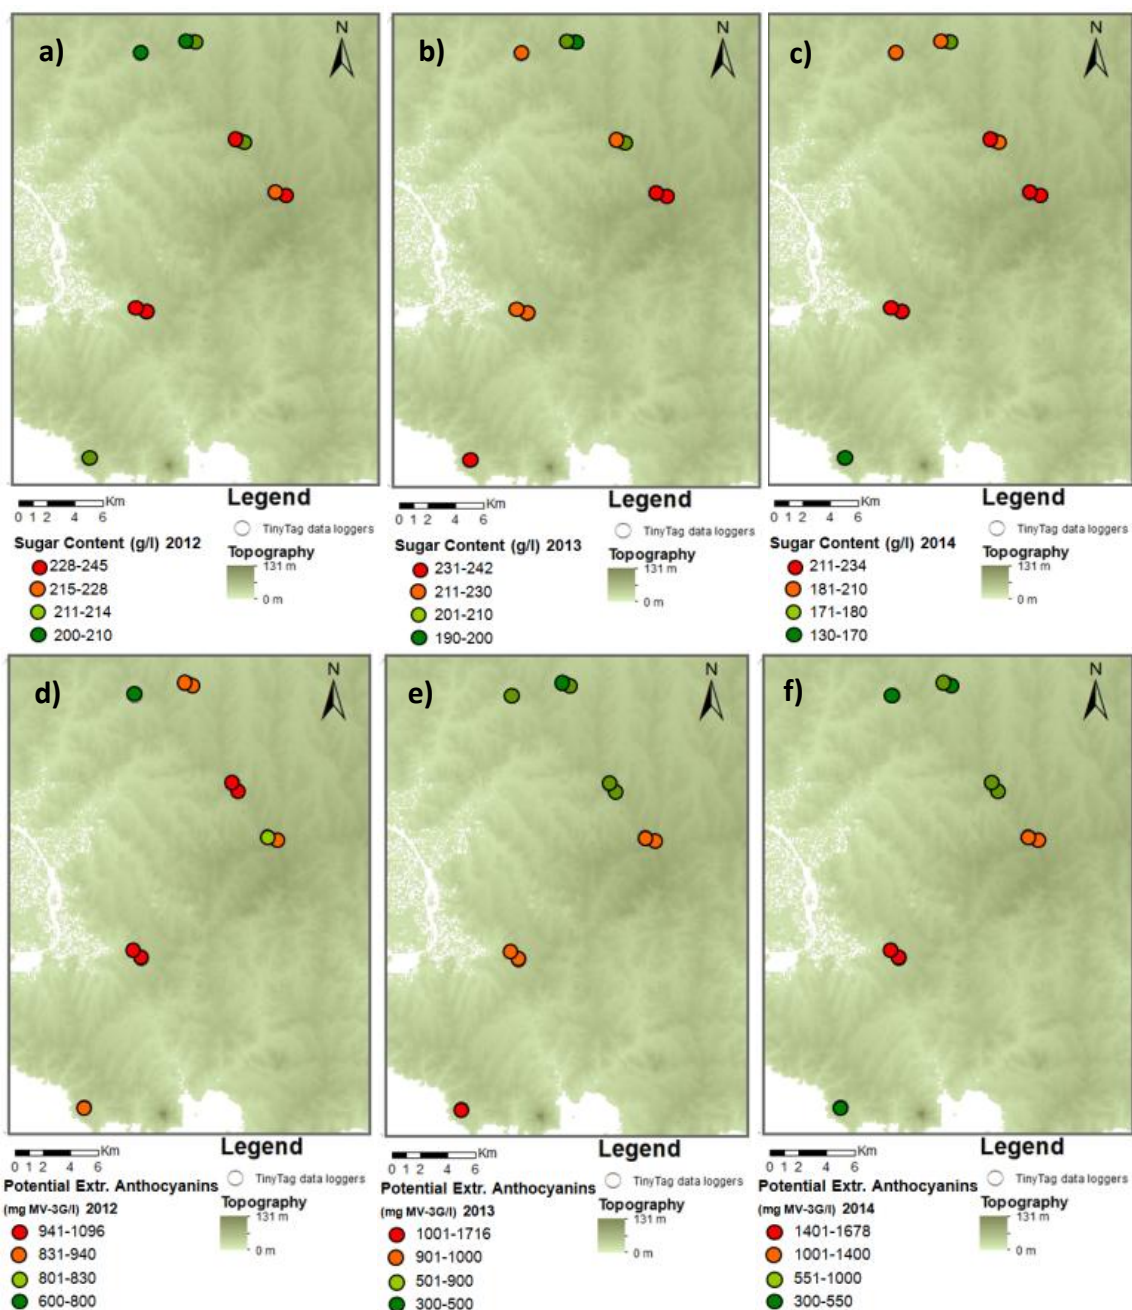 a)
N
b)
N
c)
N
Km
0 1 2 4 6
Legend
TinyTag data loggers
Sugar Content (g/l) 2012
Topography
131 m
0 m
228-245
215-228
211-214
200-210
Km
0 1 2 4 6
Legend
TinyTag data loggers
Sugar Content (g/l) 2013
Topography
131 m
0 m
231-242
211-230
201-210
190-200
Km
0 1 2 4 6
Legend
TinyTag data loggers
Sugar Content (g/l) 2014
Topography
131 m
0 m
211-234
181-210
171-180
130-170
d)
N
e)
N
f)
N
Km
0 1 2 4 6
Legend
TinyTag data loggers
Potential Extr. Anthocyanins
(mg MV-3G/l) 2012
Topography
131 m
0 m
941-1096
831-940
801-830
600-800
Km
0 1 2 4 6
Legend
TinyTag data loggers
Potential Extr. Anthocyanins
(mg MV-3G/l) 2013
Topography
131 m
0 m
1001-1716
901-1000
501-900
300-500
Km
0 1 2 4 6
Legend
TinyTag data loggers
Potential Extr. Anthocyanins
(mg MV-3G/l) 2014
Topography
131 m
0 m
1401-1678
1001-1400
551-1000
300-550